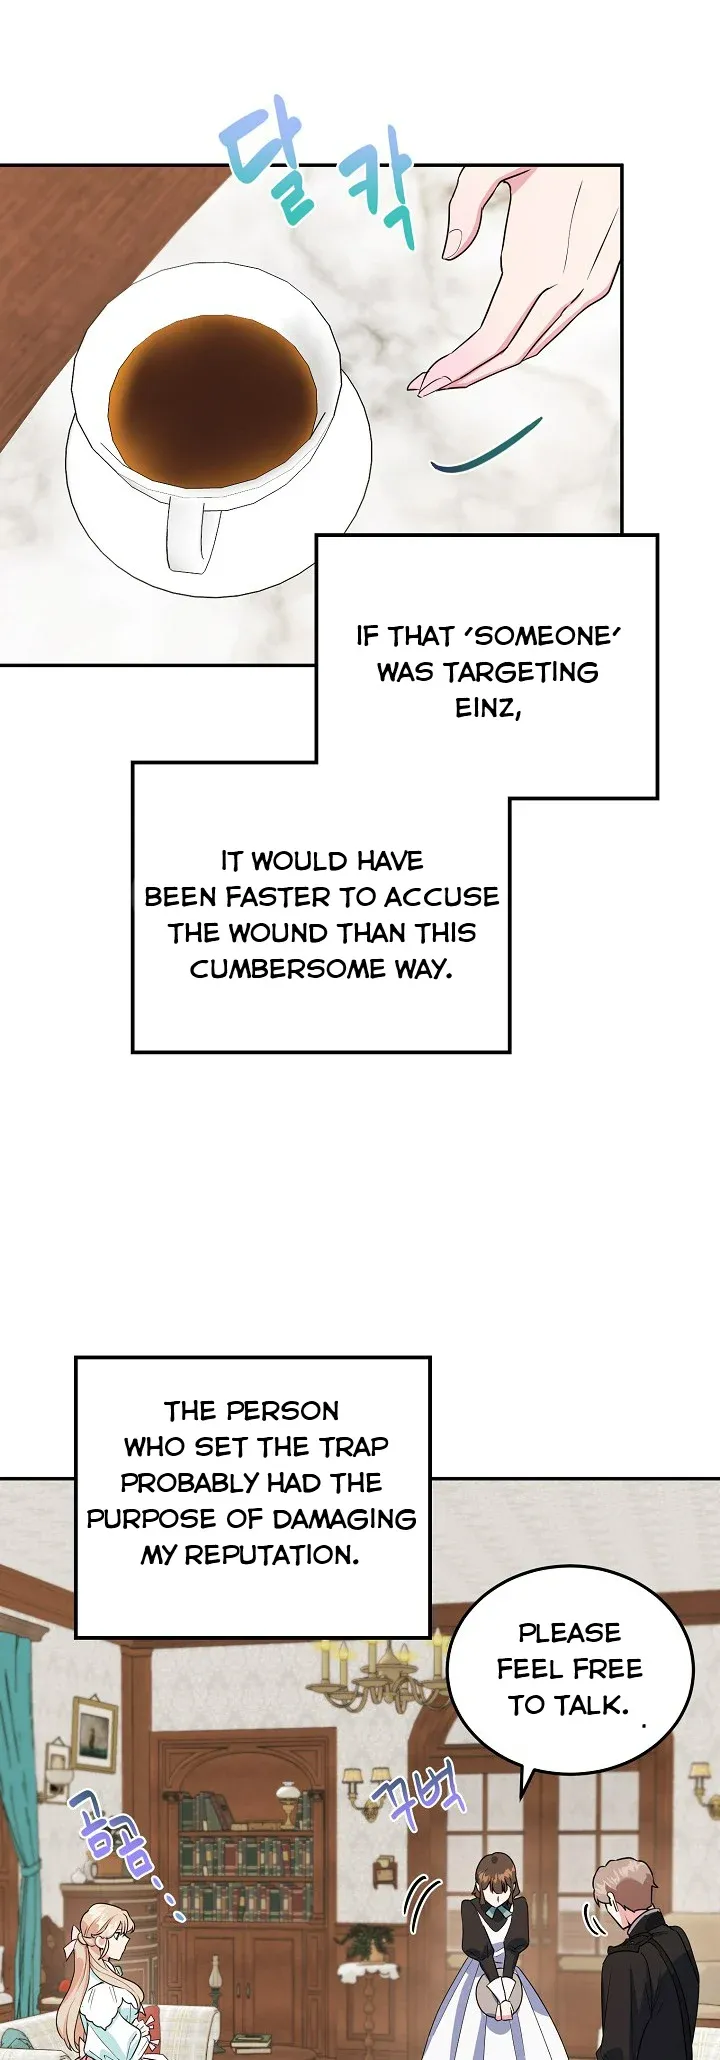 달칵
IF THAT 'SOMEONE'
WAS TARGETING
EINZ,
IT WOULD HAVE
BEEN FASTER TO ACCUSE
THE WOUND THAN THIS
CUMBERSOME WAY.
THE PERSON
WHO SET THE TRAP
PROBABLY HAD THE
PURPOSE OF DAMAGING
MY REPUTATION.
PLEASE
FEEL FREE
TO TALK.
꾸벅
곰곰...